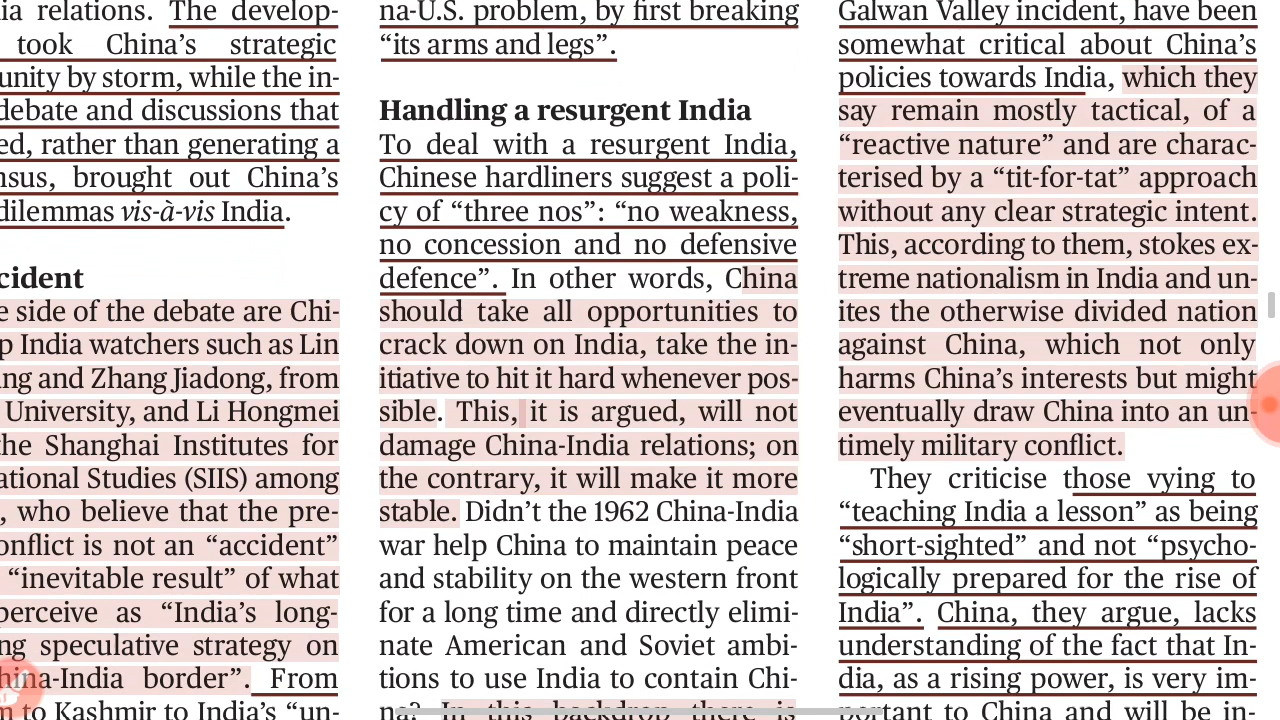 ia relations. The develop-
took China’s strategic
unity by storm, while the in-
debate and discussions that
ed, rather than generating a
nsus, brought out China’s
dilemmas vis-à-vis India.
cident
e side of the debate are Chi-
p India watchers such as Lin
ng and Zhang Jiadong, from
University, and Li Hongmei
the Shanghai Institutes for
ational Studies (SIIS) among
, who believe that the pre-
onflict is not an “accident”
“inevitable result” of what
perceive as “India’s long-
ng speculative strategy on
hina-India border”. From
n to Kashmir to India’s “un-
na-U.S. problem, by first breaking
“its arms and legs”.
Handling a resurgent India
To deal with a resurgent India,
Chinese hardliners suggest a poli-
cy of “three nos”: “no weakness,
no concession and no defensive
defence”. In other words, China
should take all opportunities to
crack down on India, take the in-
itiative to hit it hard whenever pos-
sible. This, it is argued, will not
damage China-India relations; on
the contrary, it will make it more
stable. Didn’t the 1962 China-India
war help China to maintain peace
and stability on the western front
for a long time and directly elimi-
nate American and Soviet ambi-
tions to use India to contain Chi-
na? In this backdrop there is
Galwan Valley incident, have been
somewhat critical about China’s
policies towards India, which they
say remain mostly tactical, of a
“reactive nature” and are charac-
terised by a “tit-for-tat” approach
without any clear strategic intent.
This, according to them, stokes ex-
treme nationalism in India and un-
ites the otherwise divided nation
against China, which not only
harms China’s interests but might
eventually draw China into an un-
timely military conflict.
They criticise those vying to
“teaching India a lesson” as being
“short-sighted” and not “psycho-
logically prepared for the rise of
India”. China, they argue, lacks
understanding of the fact that In-
dia, as a rising power, is very im-
portant to China and will be in-